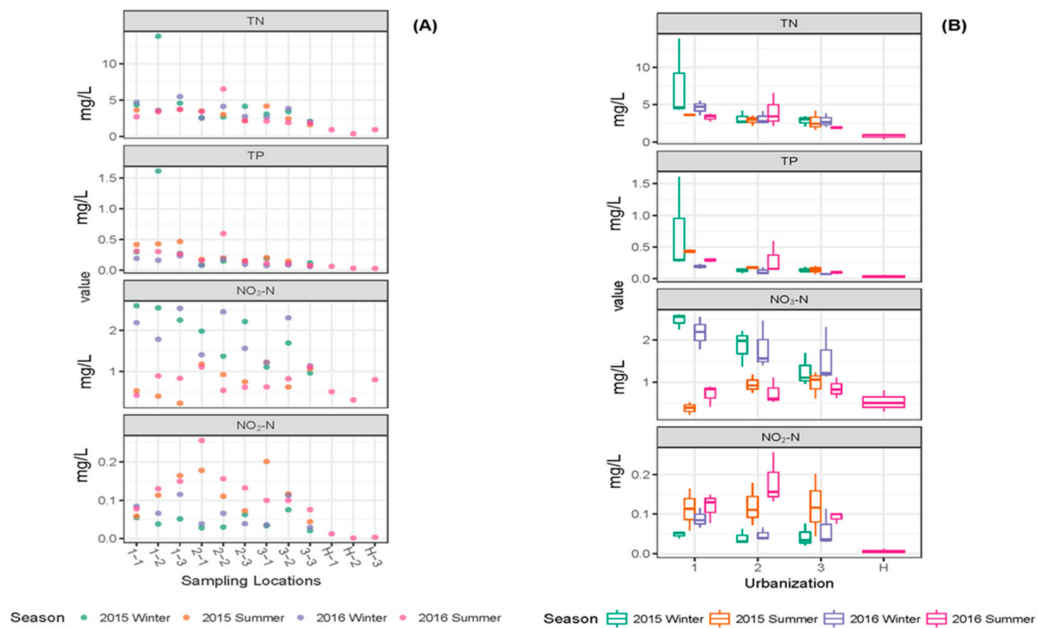 (A)
TN
10
5
0
mg/L
TP
1.5
1.0
0.5
0.0
mg/L
value
NO₃-N
2
1
mg/L
NO₂-N
0.2
0.1
0.0
mg/L
1-1 1-2 1-3 2-1 2-2 2-3 3-1 3-2 3-3 H-1 H-2 H-3
Sampling Locations
Season 2015 Winter 2015 Summer 2016 Winter 2016 Summer
(B)
TN
10
5
0
mg/L
TP
1.5
1.0
0.5
0.0
mg/L
value
NO₃-N
2
1
mg/L
NO₂-N
0.2
0.1
0.0
mg/L
1 2 3 H
Urbanization
Season 2015 Winter 2015 Summer 2016 Winter 2016 Summer